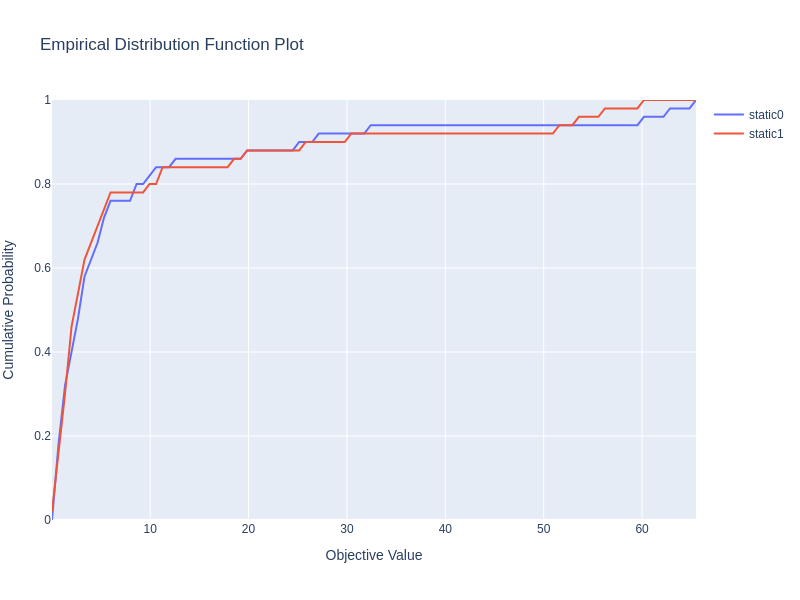 Empirical Distribution Function Plot
static0
static1
Cumulative Probability
1
0.8
0.6
0.4
0.2
0
10
20
30
40
50
60
Objective Value